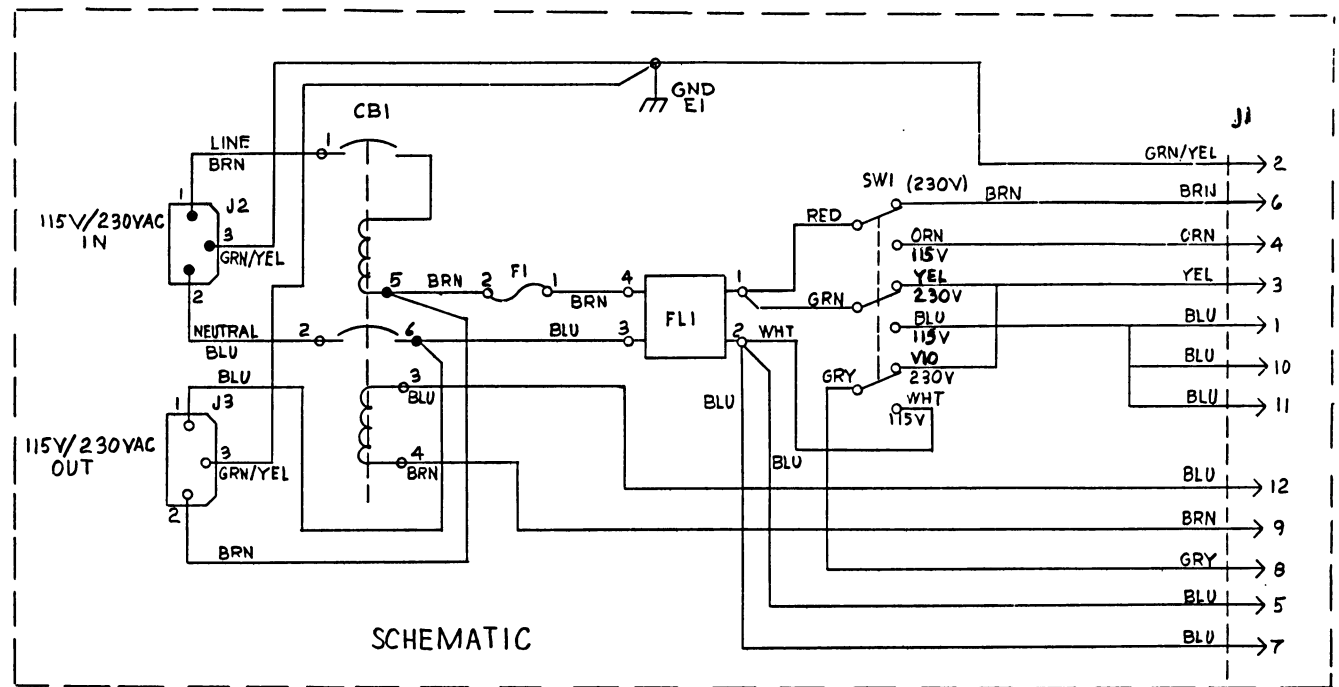 GND
E1
CB1
J1
LINE
BRN
1
GRN/YEL
2
SW1 (230V)
BRN
BRN
6
1
J2
115V/230VAC
IN
3
GRN/YEL
2
RED
ORN
115V
ORN
4
5
BRN
2
F1
1
BRN
4
FL1
1
GRN
YEL
230V
YEL
3
NEUTRAL
BLU
2
6
BLU
3
2
WHT
BLU
115V
BLU
1
VIO
230V
BLU
10
BLU
1
J3
115V/230VAC
OUT
3
GRN/YEL
2
3
BLU
4
BRN
BLU
BLU
GRY
WHT
115V
BLU
11
BLU
12
BRN
9
BRN
GRY
8
BLU
5
BLU
7
SCHEMATIC